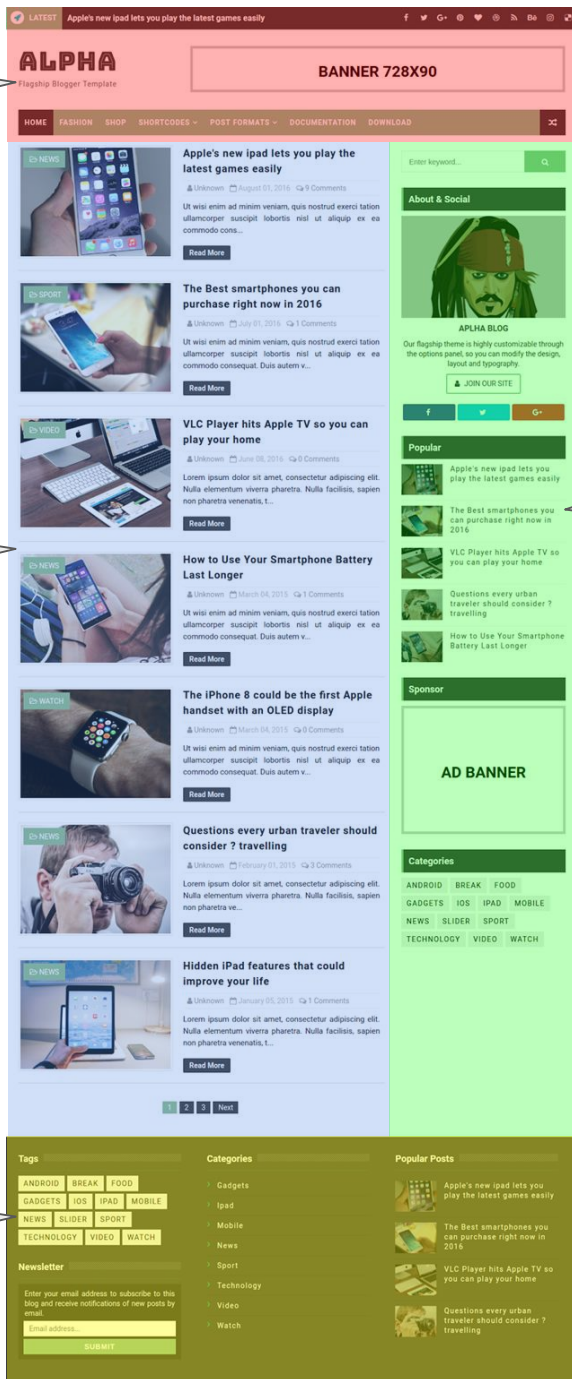 LATEST Apple's new ipad lets you play the latest games easily
ALPHA
Flagship Blogger Template
BANNER 728X90
HOME FASHION SHOP SHORTCODES POST FORMATS DOCUMENTATION DOWNLOAD
NEWS
Apple's new ipad lets you play the
latest games easily
Unknown August 03, 2016 9 Comments
Ut wisi enim ad minim veniam, quis nostrud exerci tation
ullamcorper suscipit lobortis nisl ut aliquip ex ea
commodo cons...
Read More
SPORT
The Best smartphones you can
purchase right now in 2016
Unknown July 01, 2016 1 Comments
Ut wisi enim ad minim veniam, quis nostrud exerci tation
ullamcorper suscipit lobortis nisl ut aliquip ex ea
commodo consequat. Duis autem v...
Read More
VIDEO
VLC Player hits Apple TV so you can
play your home
Unknown June 08, 2016 0 Comments
Lorem ipsum dolor sit amet, consectetur adipiscing elit.
Nulla elementum viverra pharetra. Nulla facilisis, sapien
non pharetra venenatis, t...
Read More
NEWS
How to Use Your Smartphone Battery
Last Longer
Unknown March 04, 2015 1 Comments
Ut wisi enim ad minim veniam, quis nostrud exerci tation
ullamcorper suscipit lobortis nisl ut aliquip ex ea
commodo consequat. Duis autem v...
Read More
WATCH
The iPhone 8 could be the first Apple
handset with an OLED display
Unknown March 04, 2015 0 Comments
Ut wisi enim ad minim veniam, quis nostrud exerci tation
ullamcorper suscipit lobortis nisl ut aliquip ex ea
commodo consequat. Duis autem v...
Read More
NEWS
Questions every urban traveler should
consider ? travelling
Unknown February 01, 2015 3 Comments
Lorem ipsum dolor sit amet, consectetur adipiscing elit.
Nulla elementum viverra pharetra. Nulla facilisis, sapien
non pharetra ve...
Read More
NEWS
Hidden iPad features that could
improve your life
Unknown January 05, 2015 1 Comments
Lorem ipsum dolor sit amet, consectetur adipiscing elit.
Nulla elementum viverra pharetra. Nulla facilisis, sapien
non pharetra venenatis, t...
Read More
1 2 3 Next
Enter keyword...
About & Social
APLHA BLOG
Our flagship theme is highly customizable through
the options panel, so you can modify the design,
layout and typography.
JOIN OUR SITE
Popular
Apple's new ipad lets you
play the latest games easily
The Best smartphones you
can purchase right now in
2016
VLC Player hits Apple TV so
you can play your home
Questions every urban
traveler should consider ?
travelling
How to Use Your Smartphone
Battery Last Longer
Sponsor
AD BANNER
Categories
ANDROID BREAK FOOD
GADGETS IOS IPAD MOBILE
NEWS SLIDER SPORT
TECHNOLOGY VIDEO WATCH
Tags
ANDROID BREAK FOOD
GADGETS IOS IPAD MOBILE
NEWS SLIDER SPORT
TECHNOLOGY VIDEO WATCH
Newsletter
Enter your email address to subscribe to this
blog and receive notifications of new posts by
email.
Email address...
SUBMIT
Categories
Gadgets
Ipad
Mobile
News
Sport
Technology
Video
Watch
Popular Posts
Apple's new ipad lets you
play the latest games easily
The Best smartphones you
can purchase right now in
2016
VLC Player hits Apple TV so
you can play your home
Questions every urban
traveler should consider ?
travelling